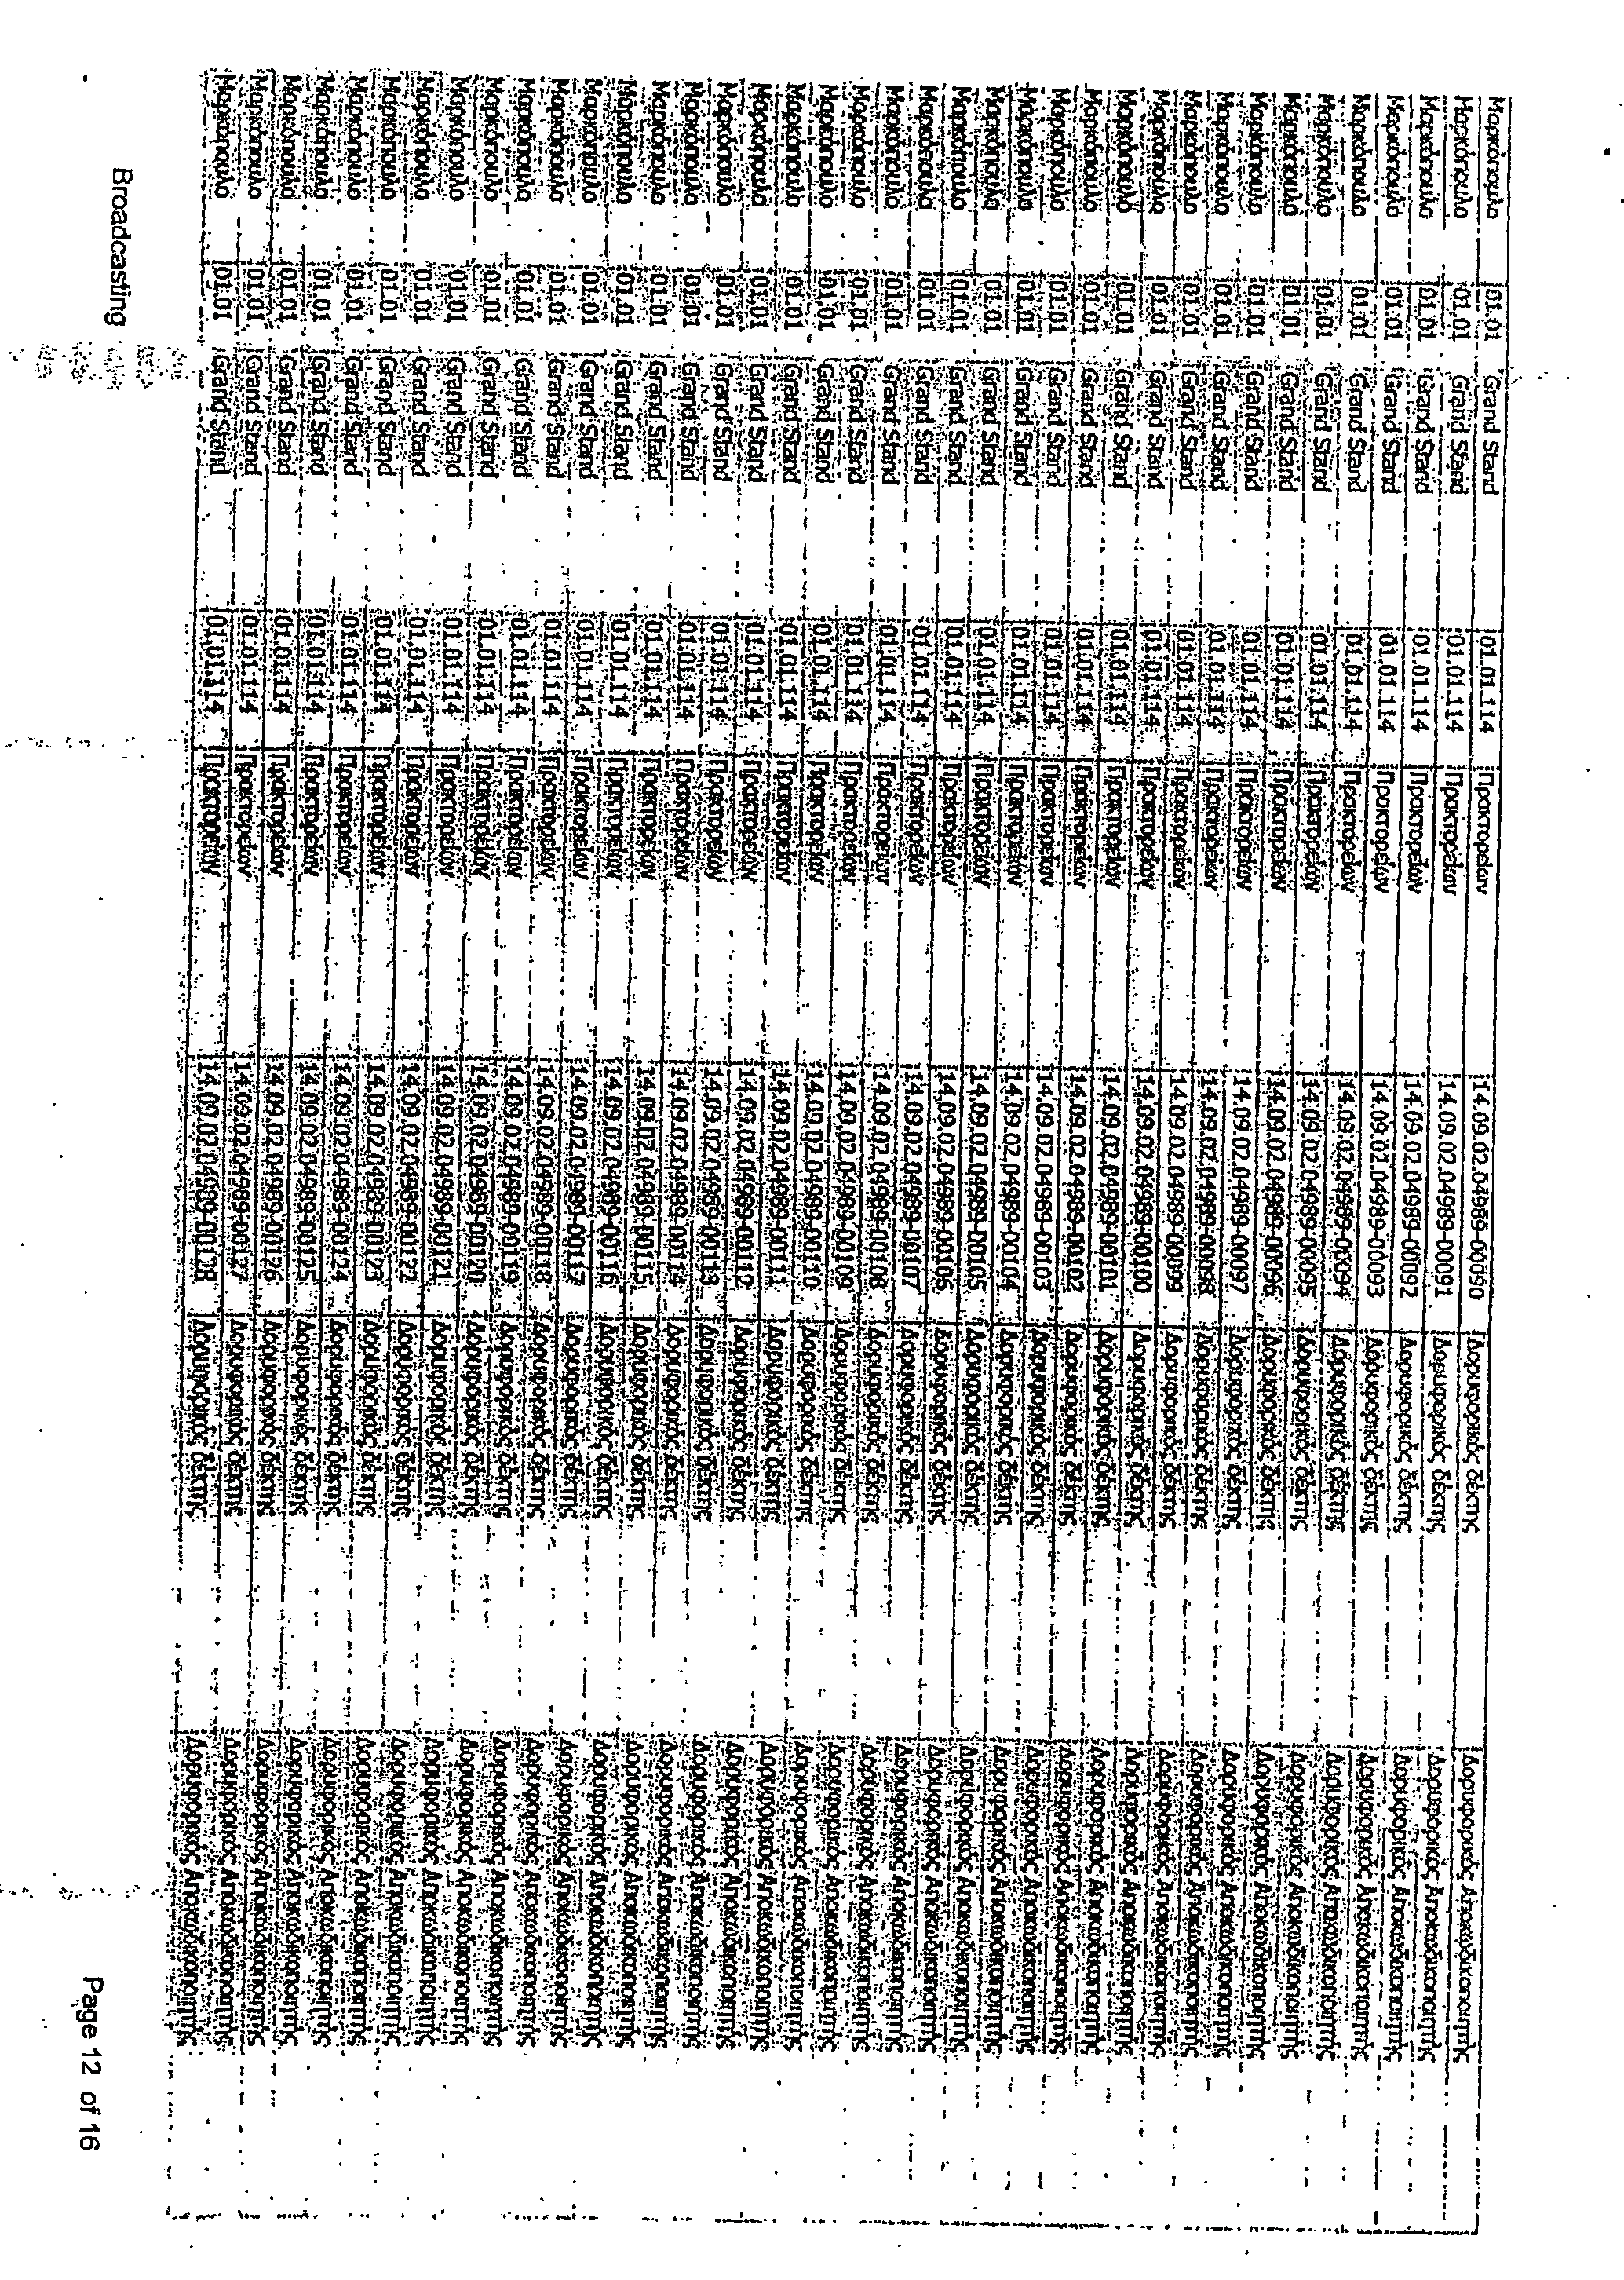 Μαρκόπουλο 01.01 Grand Stand 01.01.114 Πρακτορείων 14.09.02.04989-00090 Δορυφορικός δέκτης Δορυφορικός Αποκωδικοποιητής
Μαρκόπουλο 01.01 Grand Stand 01.01.114 Πρακτορείων 14.09.02.04989-00091 Δορυφορικός δέκτης Δορυφορικός Αποκωδικοποιητής
Μαρκόπουλο 01.01 Grand Stand 01.01.114 Πρακτορείων 14.09.02.04989-00092 Δορυφορικός δέκτης Δορυφορικός Αποκωδικοποιητής
Μαρκόπουλο 01.01 Grand Stand 01.01.114 Πρακτορείων 14.09.02.04989-00093 Δορυφορικός δέκτης Δορυφορικός Αποκωδικοποιητής
Μαρκόπουλο 01.01 Grand Stand 01.01.114 Πρακτορείων 14.09.02.04989-00094 Δορυφορικός δέκτης Δορυφορικός Αποκωδικοποιητής
Μαρκόπουλο 01.01 Grand Stand 01.01.114 Πρακτορείων 14.09.02.04989-00095 Δορυφορικός δέκτης Δορυφορικός Αποκωδικοποιητής
Μαρκόπουλο 01.01 Grand Stand 01.01.114 Πρακτορείων 14.09.02.04989-00096 Δορυφορικός δέκτης Δορυφορικός Αποκωδικοποιητής
Μαρκόπουλο 01.01 Grand Stand 01.01.114 Πρακτορείων 14.09.02.04989-00097 Δορυφορικός δέκτης Δορυφορικός Αποκωδικοποιητής
Μαρκόπουλο 01.01 Grand Stand 01.01.114 Πρακτορείων 14.09.02.04989-00098 Δορυφορικός δέκτης Δορυφορικός Αποκωδικοποιητής
Μαρκόπουλο 01.01 Grand Stand 01.01.114 Πρακτορείων 14.09.02.04989-00099 Δορυφορικός δέκτης Δορυφορικός Αποκωδικοποιητής
Μαρκόπουλο 01.01 Grand Stand 01.01.114 Πρακτορείων 14.09.02.04989-00100 Δορυφορικός δέκτης Δορυφορικός Αποκωδικοποιητής
Μαρκόπουλο 01.01 Grand Stand 01.01.114 Πρακτορείων 14.09.02.04989-00101 Δορυφορικός δέκτης Δορυφορικός Αποκωδικοποιητής
Μαρκόπουλο 01.01 Grand Stand 01.01.114 Πρακτορείων 14.09.02.04989-00102 Δορυφορικός δέκτης Δορυφορικός Αποκωδικοποιητής
Μαρκόπουλο 01.01 Grand Stand 01.01.114 Πρακτορείων 14.09.02.04989-00103 Δορυφορικός δέκτης Δορυφορικός Αποκωδικοποιητής
Μαρκόπουλο 01.01 Grand Stand 01.01.114 Πρακτορείων 14.09.02.04989-00104 Δορυφορικός δέκτης Δορυφορικός Αποκωδικοποιητής
Μαρκόπουλο 01.01 Grand Stand 01.01.114 Πρακτορείων 14.09.02.04989-00105 Δορυφορικός δέκτης Δορυφορικός Αποκωδικοποιητής
Μαρκόπουλο 01.01 Grand Stand 01.01.114 Πρακτορείων 14.09.02.04989-00106 Δορυφορικός δέκτης Δορυφορικός Αποκωδικοποιητής
Μαρκόπουλο 01.01 Grand Stand 01.01.114 Πρακτορείων 14.09.02.04989-00107 Δορυφορικός δέκτης Δορυφορικός Αποκωδικοποιητής
Μαρκόπουλο 01.01 Grand Stand 01.01.114 Πρακτορείων 14.09.02.04989-00108 Δορυφορικός δέκτης Δορυφορικός Αποκωδικοποιητής
Μαρκόπουλο 01.01 Grand Stand 01.01.114 Πρακτορείων 14.09.02.04989-00109 Δορυφορικός δέκτης Δορυφορικός Αποκωδικοποιητής
Μαρκόπουλο 01.01 Grand Stand 01.01.114 Πρακτορείων 14.09.02.04989-00110 Δορυφορικός δέκτης Δορυφορικός Αποκωδικοποιητής
Μαρκόπουλο 01.01 Grand Stand 01.01.114 Πρακτορείων 14.09.02.04989-00111 Δορυφορικός δέκτης Δορυφορικός Αποκωδικοποιητής
Μαρκόπουλο 01.01 Grand Stand 01.01.114 Πρακτορείων 14.09.02.04989-00112 Δορυφορικός δέκτης Δορυφορικός Αποκωδικοποιητής
Μαρκόπουλο 01.01 Grand Stand 01.01.114 Πρακτορείων 14.09.02.04989-00113 Δορυφορικός δέκτης Δορυφορικός Αποκωδικοποιητής
Μαρκόπουλο 01.01 Grand Stand 01.01.114 Πρακτορείων 14.09.02.04989-00114 Δορυφορικός δέκτης Δορυφορικός Αποκωδικοποιητής
Μαρκόπουλο 01.01 Grand Stand 01.01.114 Πρακτορείων 14.09.02.04989-00115 Δορυφορικός δέκτης Δορυφορικός Αποκωδικοποιητής
Μαρκόπουλο 01.01 Grand Stand 01.01.114 Πρακτορείων 14.09.02.04989-00116 Δορυφορικός δέκτης Δορυφορικός Αποκωδικοποιητής
Μαρκόπουλο 01.01 Grand Stand 01.01.114 Πρακτορείων 14.09.02.04989-00117 Δορυφορικός δέκτης Δορυφορικός Αποκωδικοποιητής
Μαρκόπουλο 01.01 Grand Stand 01.01.114 Πρακτορείων 14.09.02.04989-00118 Δορυφορικός δέκτης Δορυφορικός Αποκωδικοποιητής
Μαρκόπουλο 01.01 Grand Stand 01.01.114 Πρακτορείων 14.09.02.04989-00119 Δορυφορικός δέκτης Δορυφορικός Αποκωδικοποιητής
Μαρκόπουλο 01.01 Grand Stand 01.01.114 Πρακτορείων 14.09.02.04989-00120 Δορυφορικός δέκτης Δορυφορικός Αποκωδικοποιητής
Μαρκόπουλο 01.01 Grand Stand 01.01.114 Πρακτορείων 14.09.02.04989-00121 Δορυφορικός δέκτης Δορυφορικός Αποκωδικοποιητής
Μαρκόπουλο 01.01 Grand Stand 01.01.114 Πρακτορείων 14.09.02.04989-00122 Δορυφορικός δέκτης Δορυφορικός Αποκωδικοποιητής
Μαρκόπουλο 01.01 Grand Stand 01.01.114 Πρακτορείων 14.09.02.04989-00123 Δορυφορικός δέκτης Δορυφορικός Αποκωδικοποιητής
Μαρκόπουλο 01.01 Grand Stand 01.01.114 Πρακτορείων 14.09.02.04989-00124 Δορυφορικός δέκτης Δορυφορικός Αποκωδικοποιητής
Μαρκόπουλο 01.01 Grand Stand 01.01.114 Πρακτορείων 14.09.02.04989-00125 Δορυφορικός δέκτης Δορυφορικός Αποκωδικοποιητής
Μαρκόπουλο 01.01 Grand Stand 01.01.114 Πρακτορείων 14.09.02.04989-00126 Δορυφορικός δέκτης Δορυφορικός Αποκωδικοποιητής
Μαρκόπουλο 01.01 Grand Stand 01.01.114 Πρακτορείων 14.09.02.04989-00127 Δορυφορικός δέκτης Δορυφορικός Αποκωδικοποιητής
Μαρκόπουλο 01.01 Grand Stand 01.01.114 Πρακτορείων 14.09.02.04989-00128 Δορυφορικός δέκτης Δορυφορικός Αποκωδικοποιητής
Broadcasting Page 12 of 16